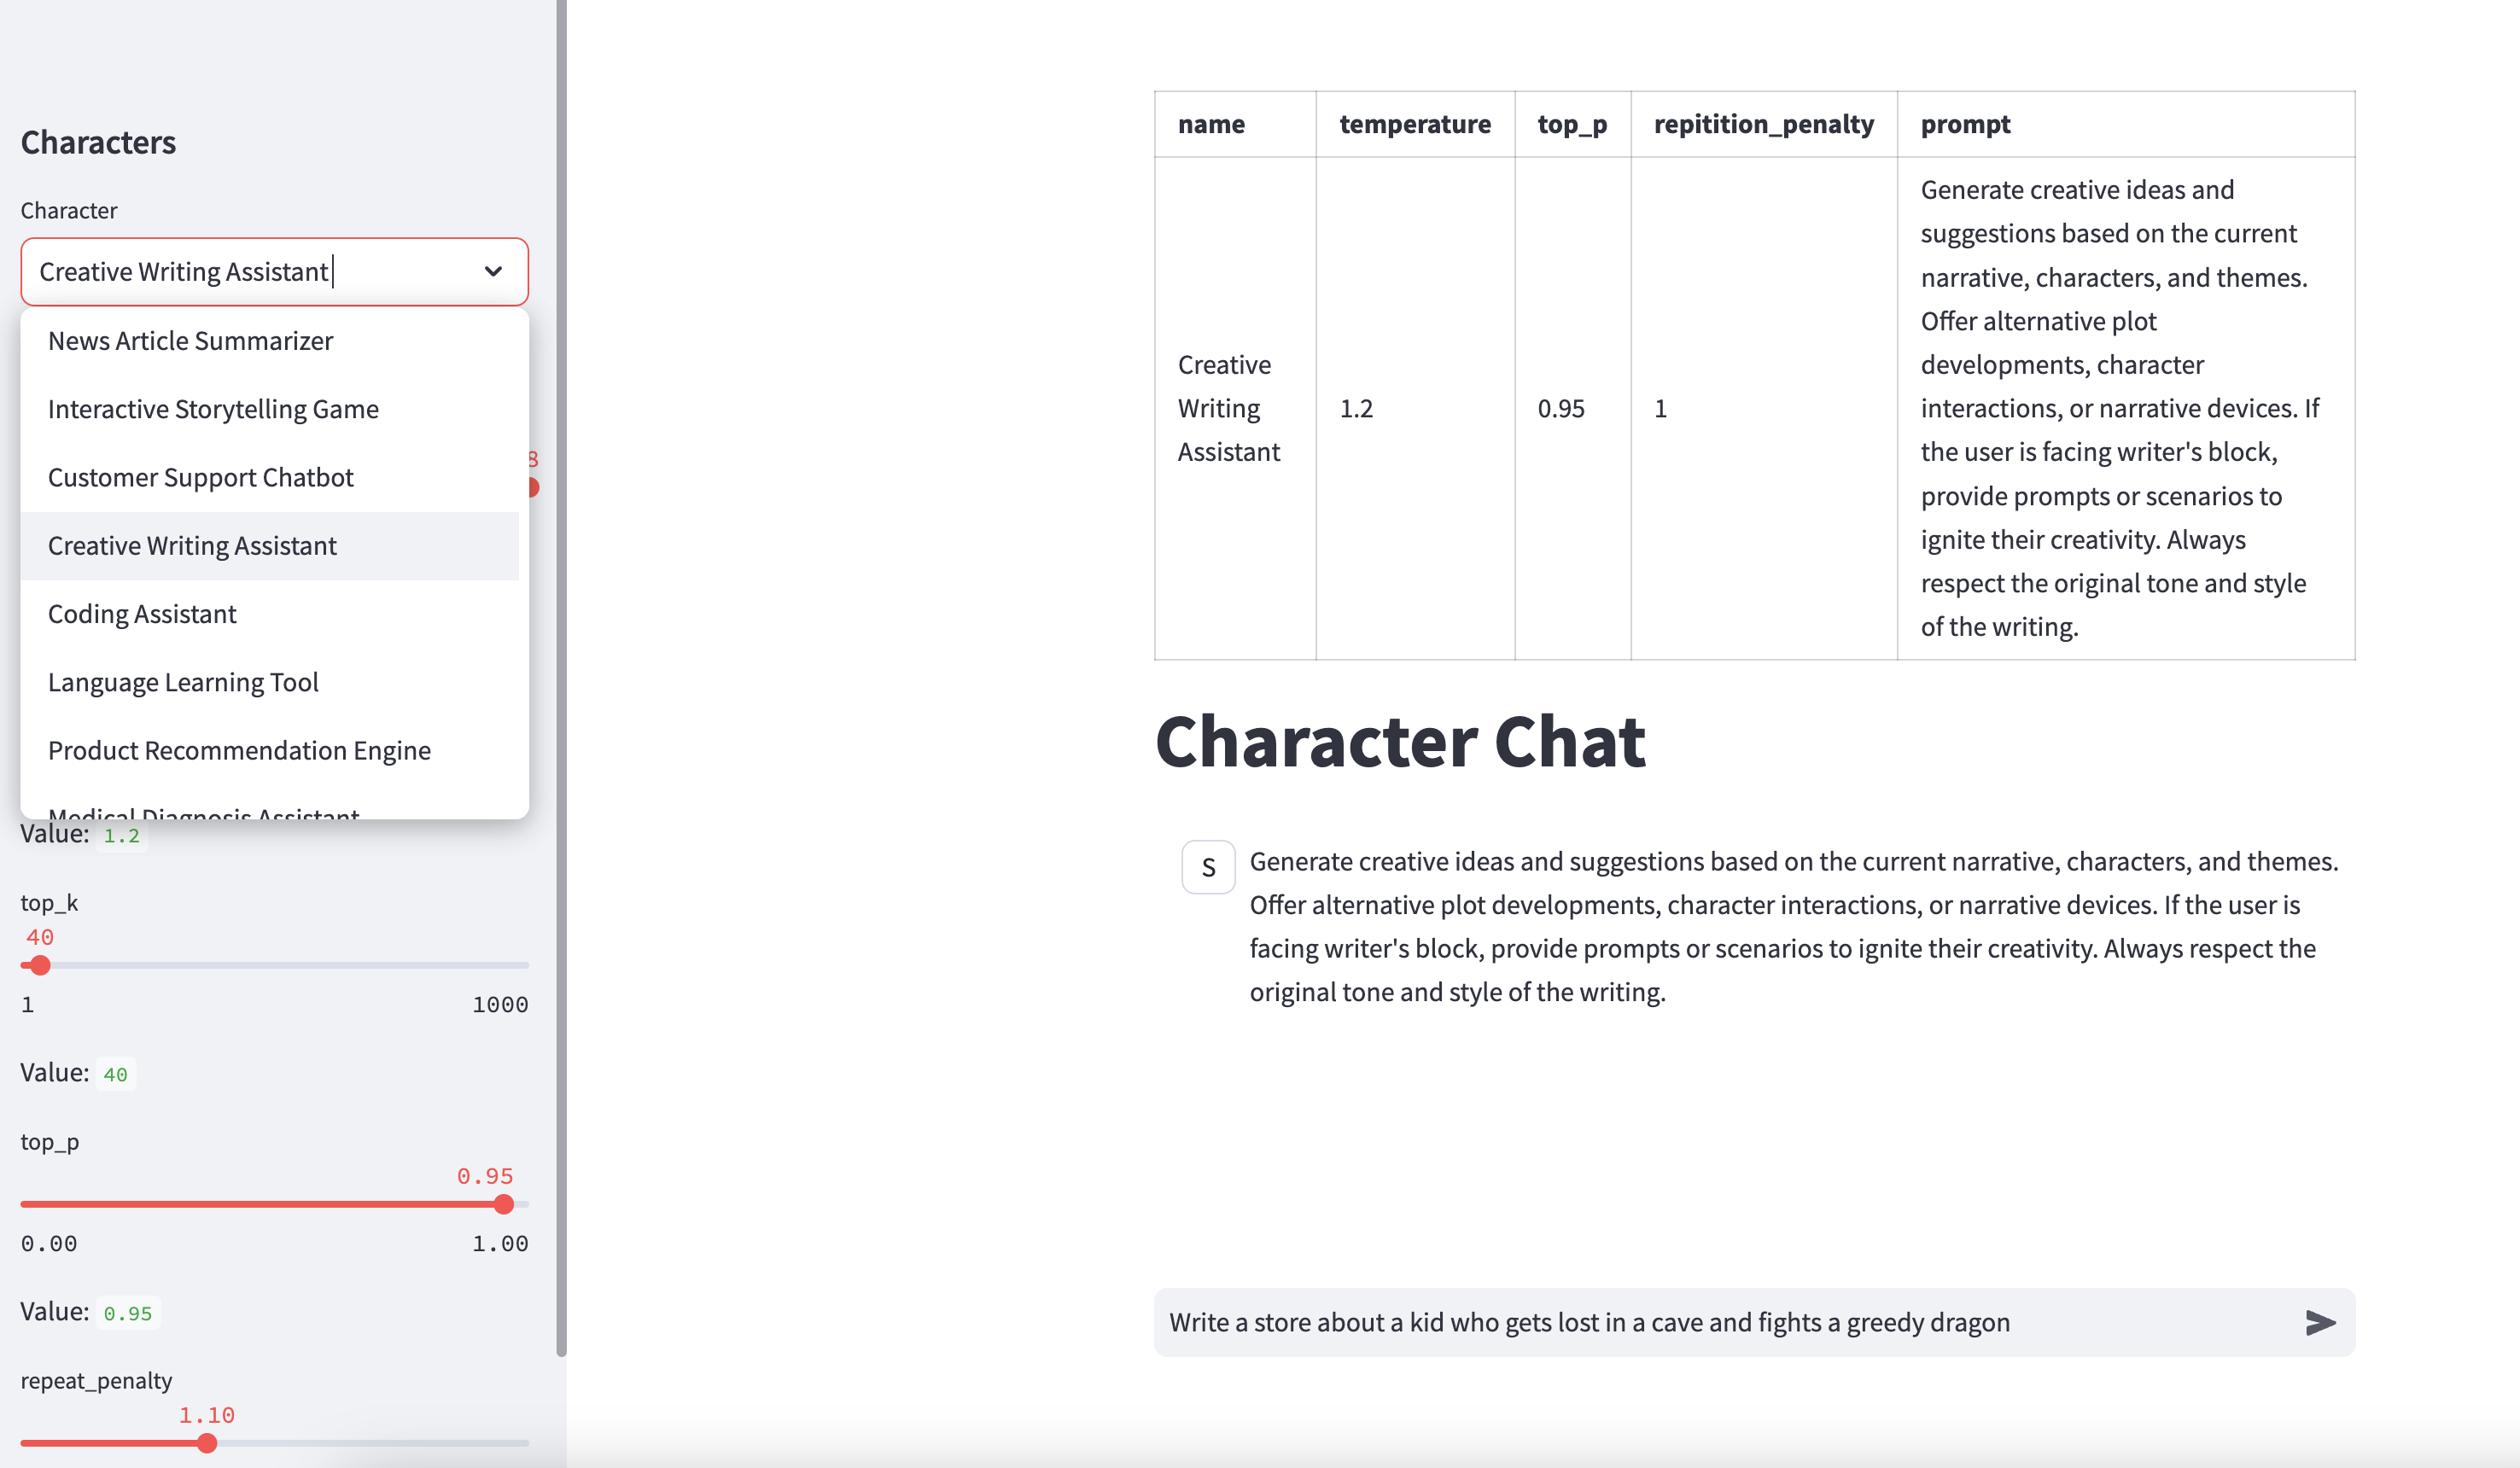 Characters
Character
Creative Writing Assistant
News Article Summarizer
Interactive Storytelling Game
Customer Support Chatbot
Creative Writing Assistant
Coding Assistant
Language Learning Tool
Product Recommendation Engine
Medical Diagnosis Assistant
8
Value: 1.2
top_k
40
1 1000
Value: 40
top_p
0.95
0.00 1.00
Value: 0.95
repeat_penalty
1.10
name temperature top_p repitition_penalty prompt
Creative
Writing
Assistant
1.2
0.95
1
Generate creative ideas and
suggestions based on the current
narrative, characters, and themes.
Offer alternative plot
developments, character
interactions, or narrative devices. If
the user is facing writer's block,
provide prompts or scenarios to
ignite their creativity. Always
respect the original tone and style
of the writing.
Character Chat
S
Generate creative ideas and suggestions based on the current narrative, characters, and themes.
Offer alternative plot developments, character interactions, or narrative devices. If the user is
facing writer's block, provide prompts or scenarios to ignite their creativity. Always respect the
original tone and style of the writing.
Write a store about a kid who gets lost in a cave and fights a greedy dragon